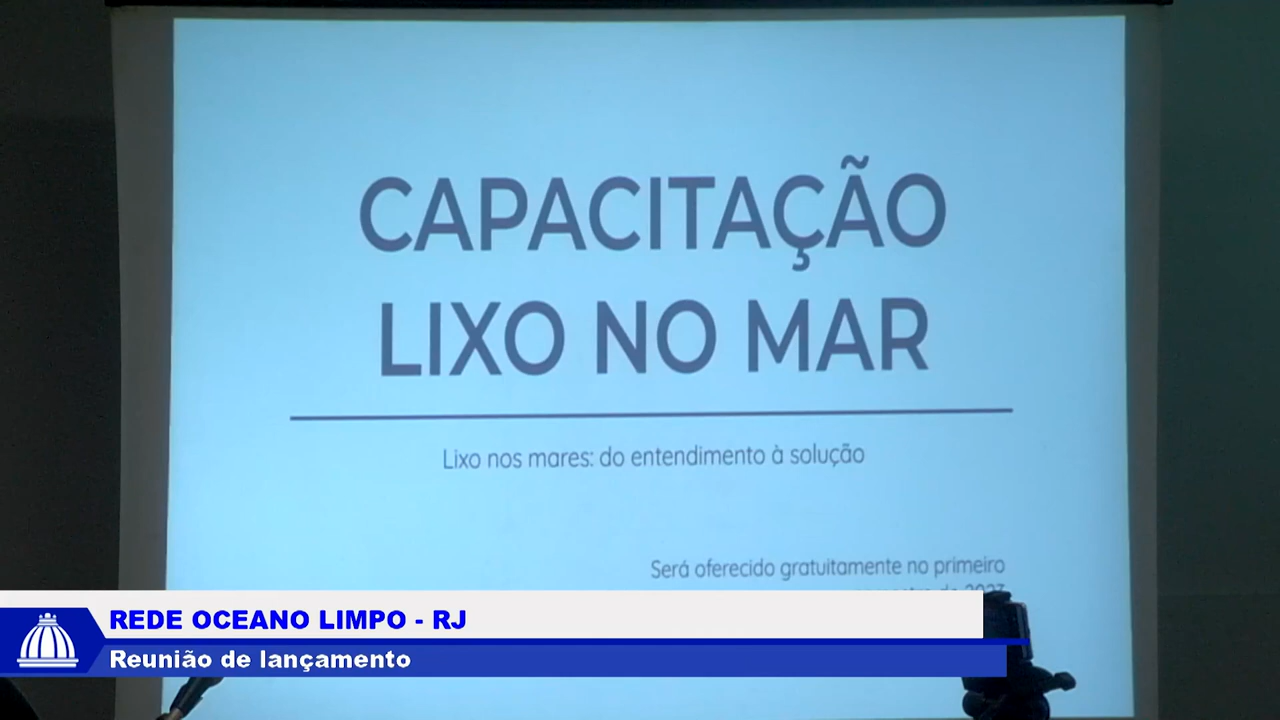 CAPACITAÇÃO
LIXO NO MAR
Lixo nos mares: do entendimento à solução
Será oferecido gratuitamente no primeiro
REDE OCEANO LIMPO - RJ
Reunião de lançamento